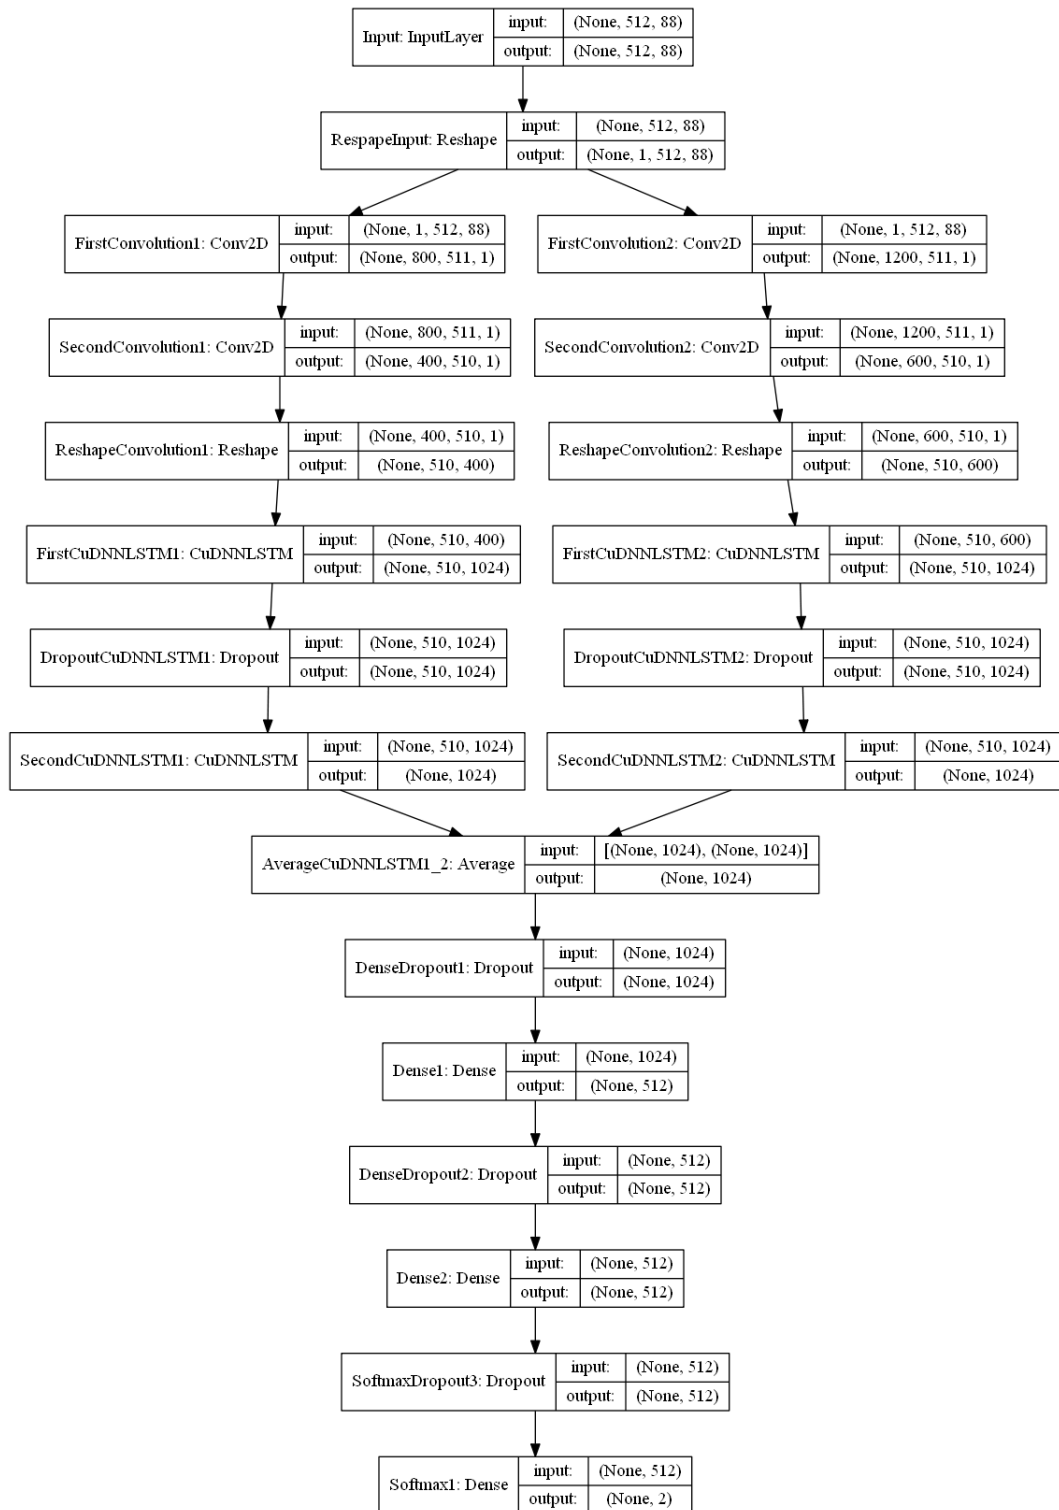 Input: InputLayer input: (None, 512, 88)
output: (None, 512, 88)
RespapeInput: Reshape input: (None, 512, 88)
output: (None, 1, 512, 88)
FirstConvolution1: Conv2D input: (None, 1, 512, 88)
output: (None, 800, 511, 1)
FirstConvolution2: Conv2D input: (None, 1, 512, 88)
output: (None, 1200, 511, 1)
SecondConvolution1: Conv2D input: (None, 800, 511, 1)
output: (None, 400, 510, 1)
SecondConvolution2: Conv2D input: (None, 1200, 511, 1)
output: (None, 600, 510, 1)
ReshapeConvolution1: Reshape input: (None, 400, 510, 1)
output: (None, 510, 400)
ReshapeConvolution2: Reshape input: (None, 600, 510, 1)
output: (None, 510, 600)
FirstCuDNNLSTM1: CuDNNLSTM input: (None, 510, 400)
output: (None, 510, 1024)
FirstCuDNNLSTM2: CuDNNLSTM input: (None, 510, 600)
output: (None, 510, 1024)
DropoutCuDNNLSTM1: Dropout input: (None, 510, 1024)
output: (None, 510, 1024)
DropoutCuDNNLSTM2: Dropout input: (None, 510, 1024)
output: (None, 510, 1024)
SecondCuDNNLSTM1: CuDNNLSTM input: (None, 510, 1024)
output: (None, 1024)
SecondCuDNNLSTM2: CuDNNLSTM input: (None, 510, 1024)
output: (None, 1024)
AverageCuDNNLSTM1_2: Average input: [(None, 1024), (None, 1024)]
output: (None, 1024)
DenseDropout1: Dropout input: (None, 1024)
output: (None, 1024)
Dense1: Dense input: (None, 1024)
output: (None, 512)
DenseDropout2: Dropout input: (None, 512)
output: (None, 512)
Dense2: Dense input: (None, 512)
output: (None, 512)
SoftmaxDropout3: Dropout input: (None, 512)
output: (None, 512)
Softmax1: Dense input: (None, 512)
output: (None, 2)